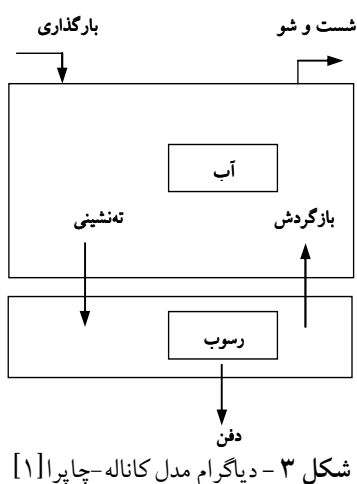 بارگذاری
شست و شو
آب
ته‌نشینی
بازگردش
رسوب
دفن
شکل ۳ - دیاگرام مدل کاناله-چاپرا [۱]